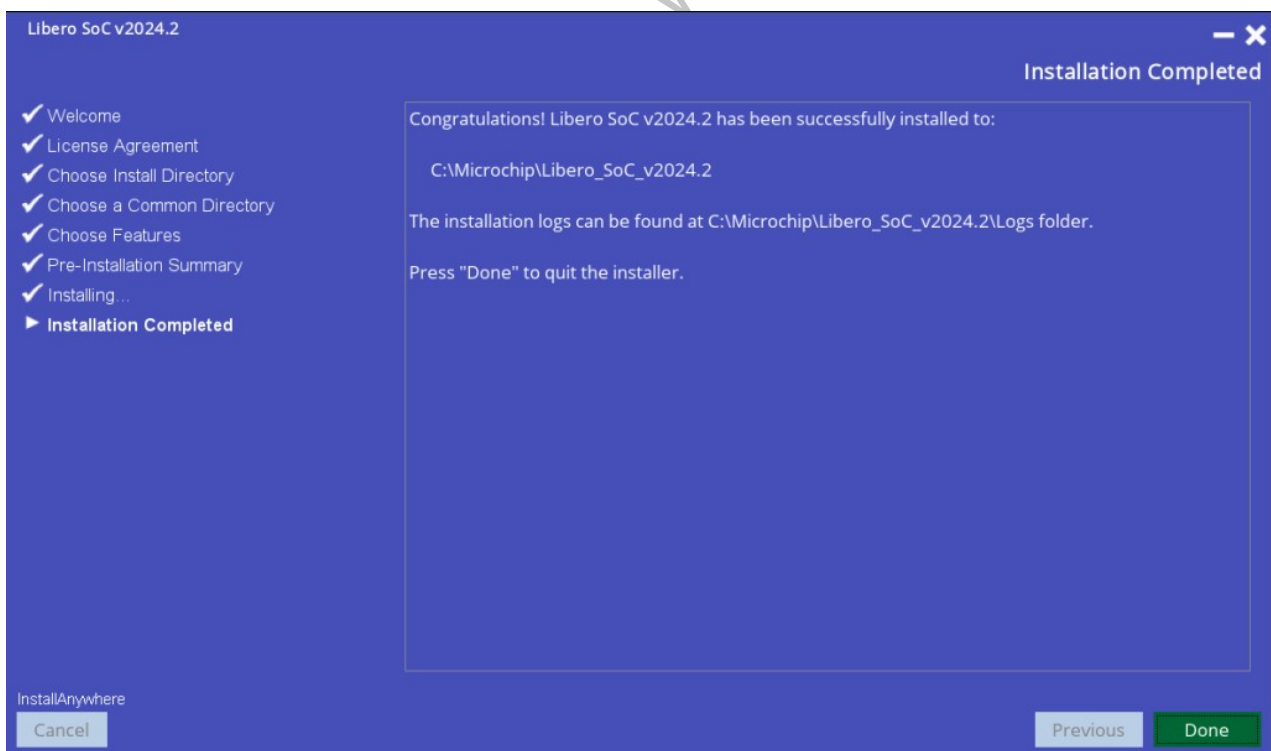 Libero SoC v2024.2
Installation Completed
Welcome
License Agreement
Choose Install Directory
Choose a Common Directory
Choose Features
Pre-Installation Summary
Installing...
Installation Completed
Congratulations! Libero SoC v2024.2 has been successfully installed to:
C:\Microchip\Libero_SoC_v2024.2
The installation logs can be found at C:\Microchip\Libero_SoC_v2024.2\Logs folder.
Press "Done" to quit the installer.
InstallAnywhere
Cancel
Previous
Done